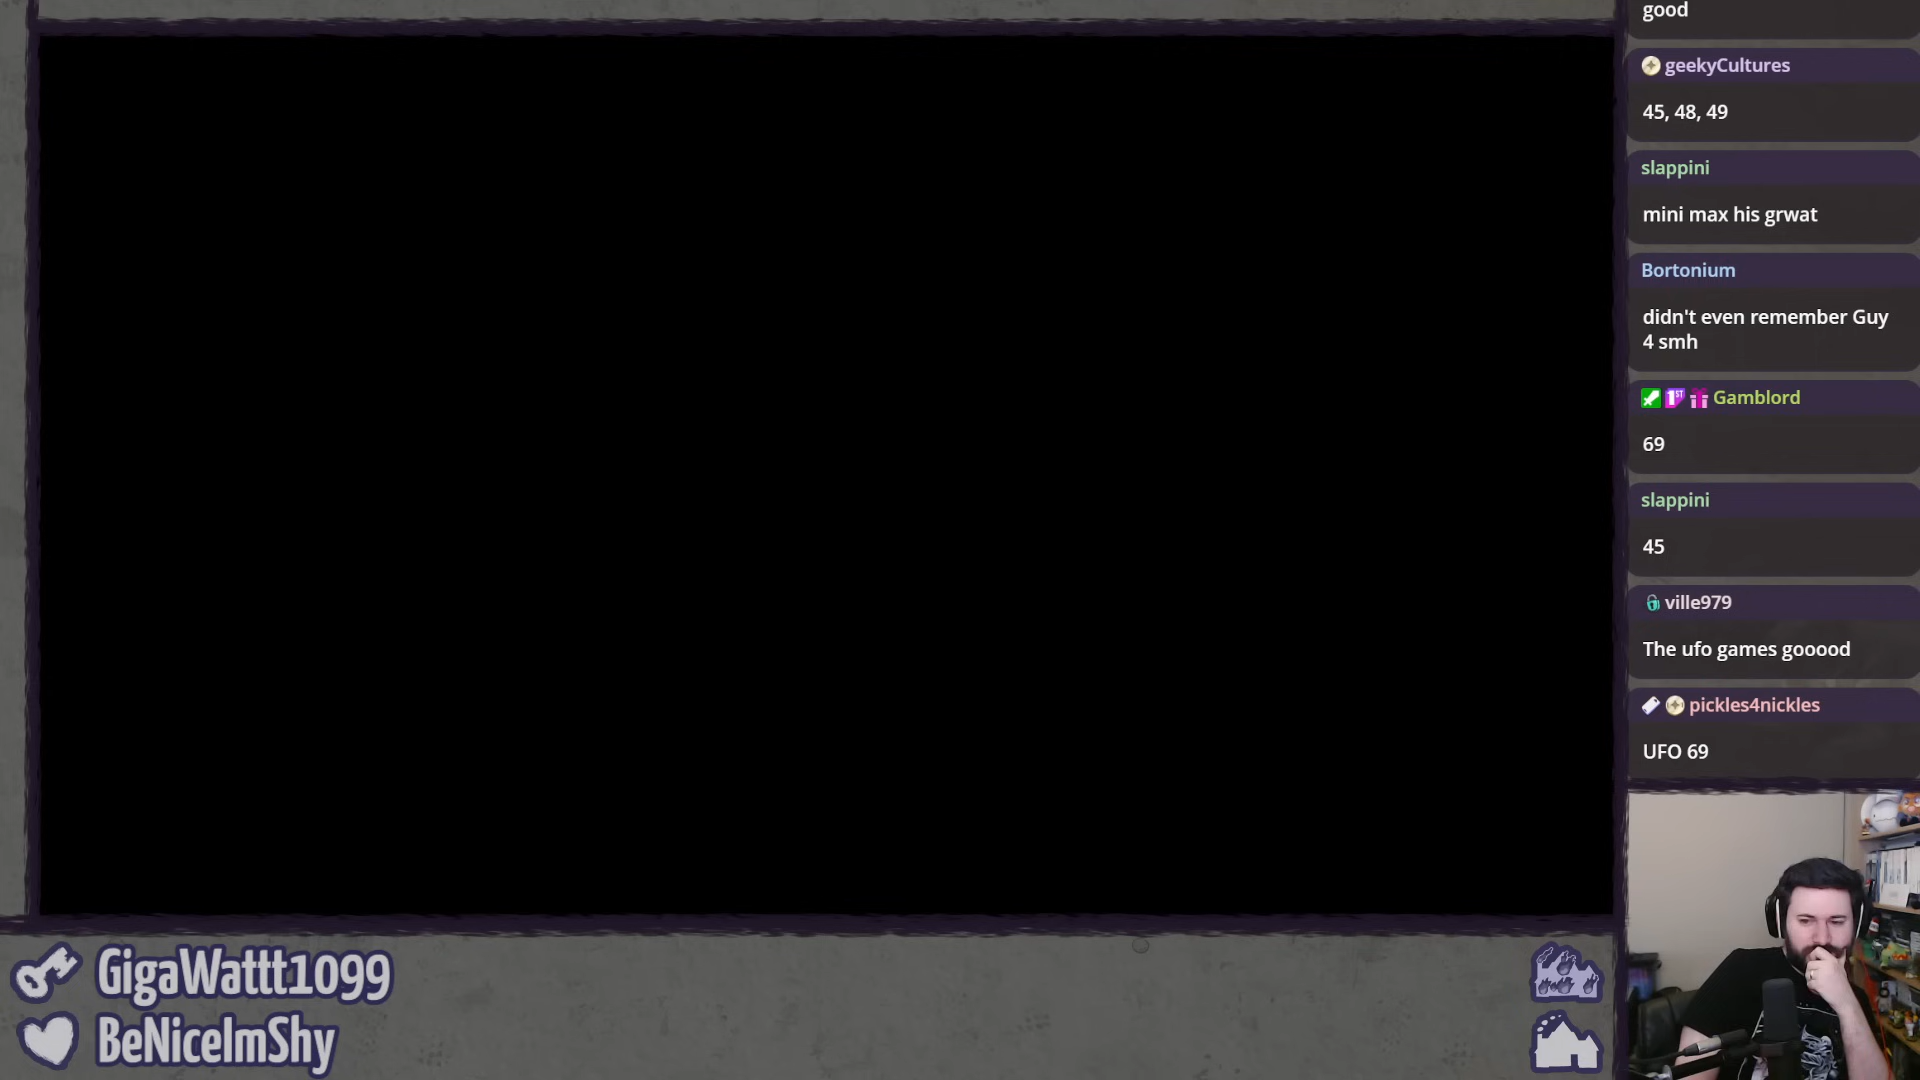 good
geekyCultures
45, 48, 49
slappini
mini max his grwat
Bortonium
didn't even remember Guy
4 smh
1ST Gamblord
69
slappini
45
ville979
The ufo games gooood
pickles4nickles
UFO 69
GigaWattt1099
BeNiceImShy